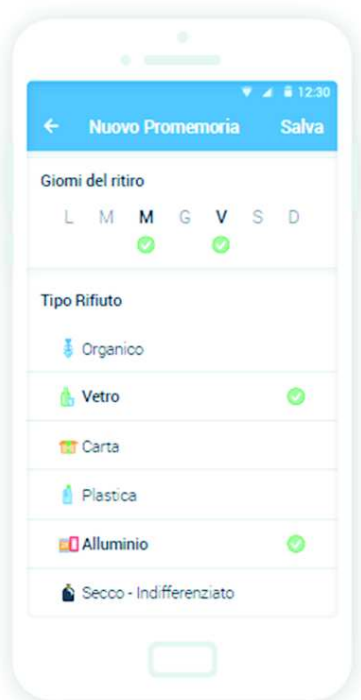 12:30
Nuovo Promemoria Salva
Giorni del ritiro
L M M G V S D
Tipo Rifiuto
Organico
Vetro
Carta
Plastica
Alluminio
Secco - Indifferenziato